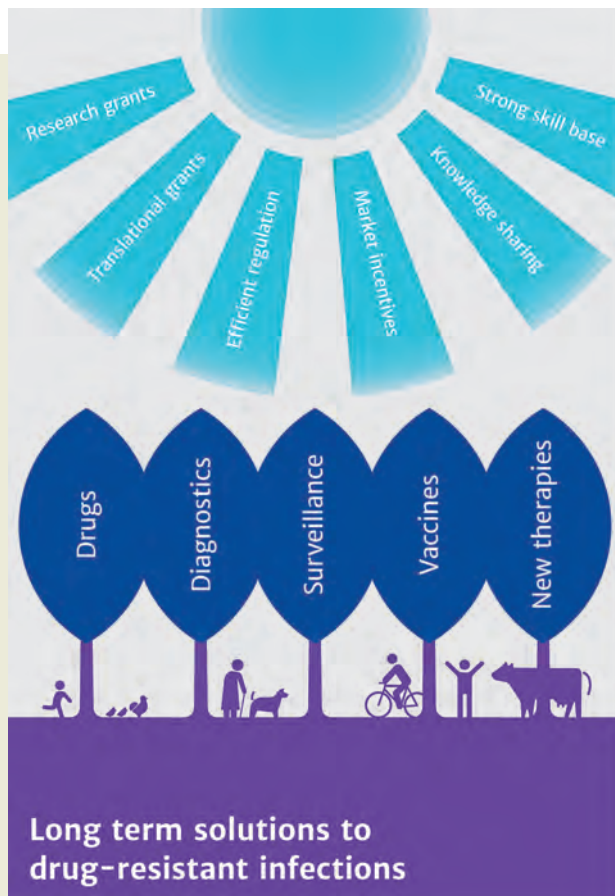 Research grants
Translational grants
Efficient regulation
Market incentives
Knowledge sharing
Strong skill base
Drugs
Diagnostics
Surveillance
Vaccines
New therapies
Long term solutions to
drug-resistant infections